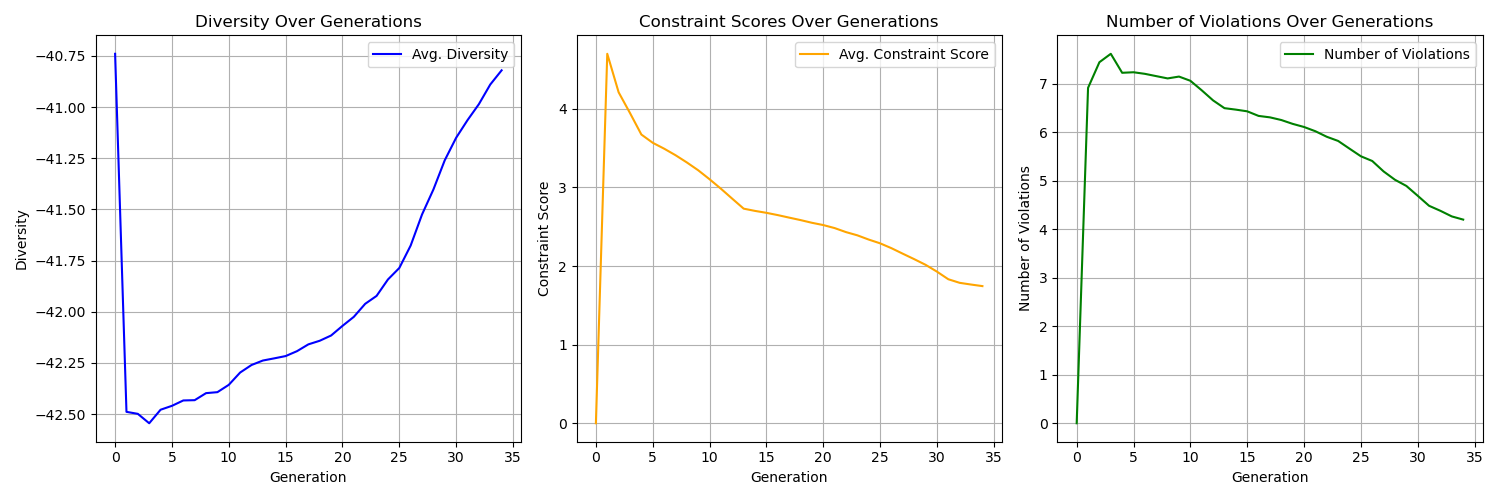 Diversity Over Generations
Avg. Diversity
−40.75
−41.00
−41.25
−41.50
−41.75
−42.00
−42.25
−42.50
Diversity
0 5 10 15 20 25 30 35
Generation
Constraint Scores Over Generations
Avg. Constraint Score
4
3
2
1
0
Constraint Score
0 5 10 15 20 25 30 35
Generation
Number of Violations Over Generations
Number of Violations
7
6
5
4
3
2
1
0
Number of Violations
0 5 10 15 20 25 30 35
Generation